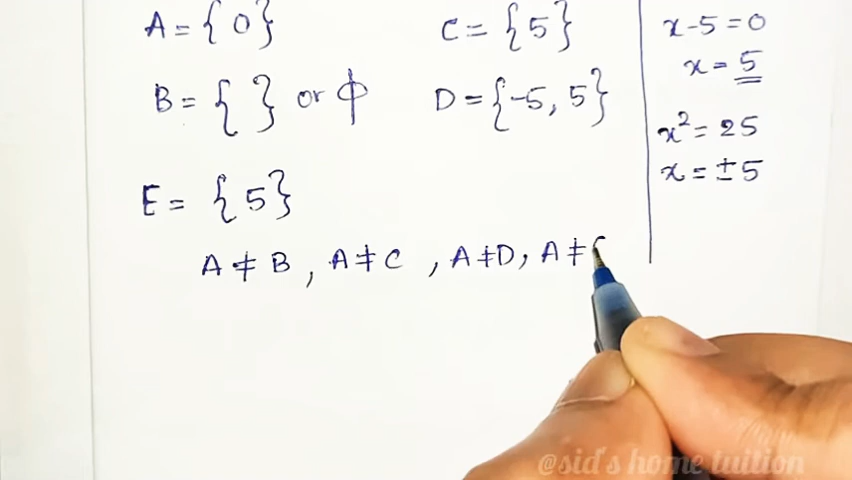 A = { 0 }
C = { 5 }
B = { } or ϕ
D = {-5, 5}
E = { 5 }
A ≠ B , A ≠ C , A ≠ D, A ≠
x - 5 = 0
x = 5
x² = 25
x = ± 5
@sid's home tuition